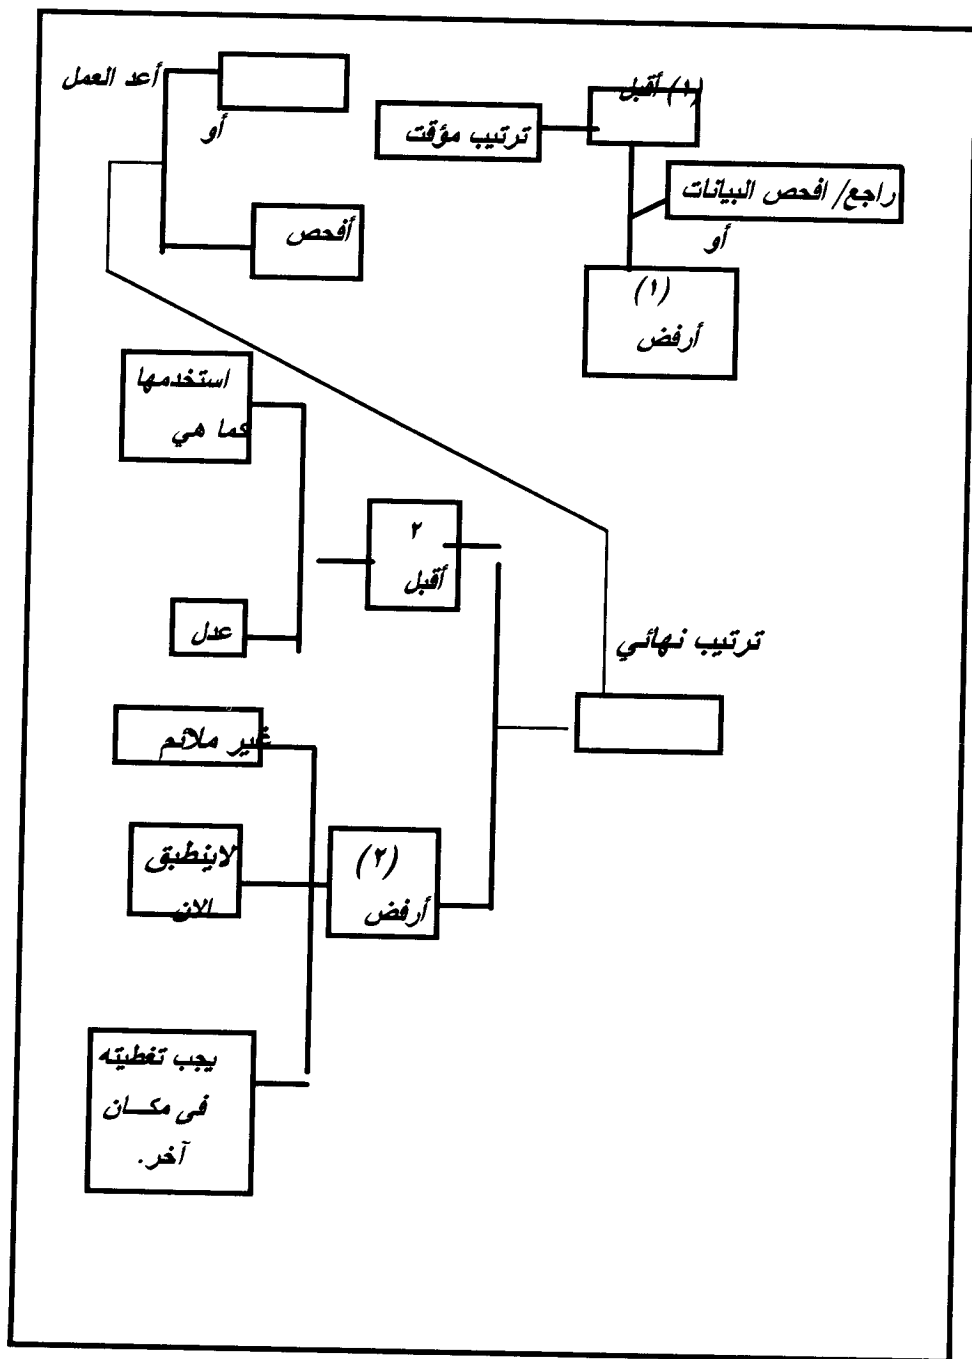 (١) أقبل
ترتيب مؤقت
راجع/ افحص البيانات
أو
(١)
أرفض
أعد العمل
أو
أفحص
استخدمها
كما هي
٢
أقبل
عدل
ترتيب نهائي
غير ملائم
لاينطبق
الان
(٢)
أرفض
يجب تغطيته
فى مكـــان
آخر.